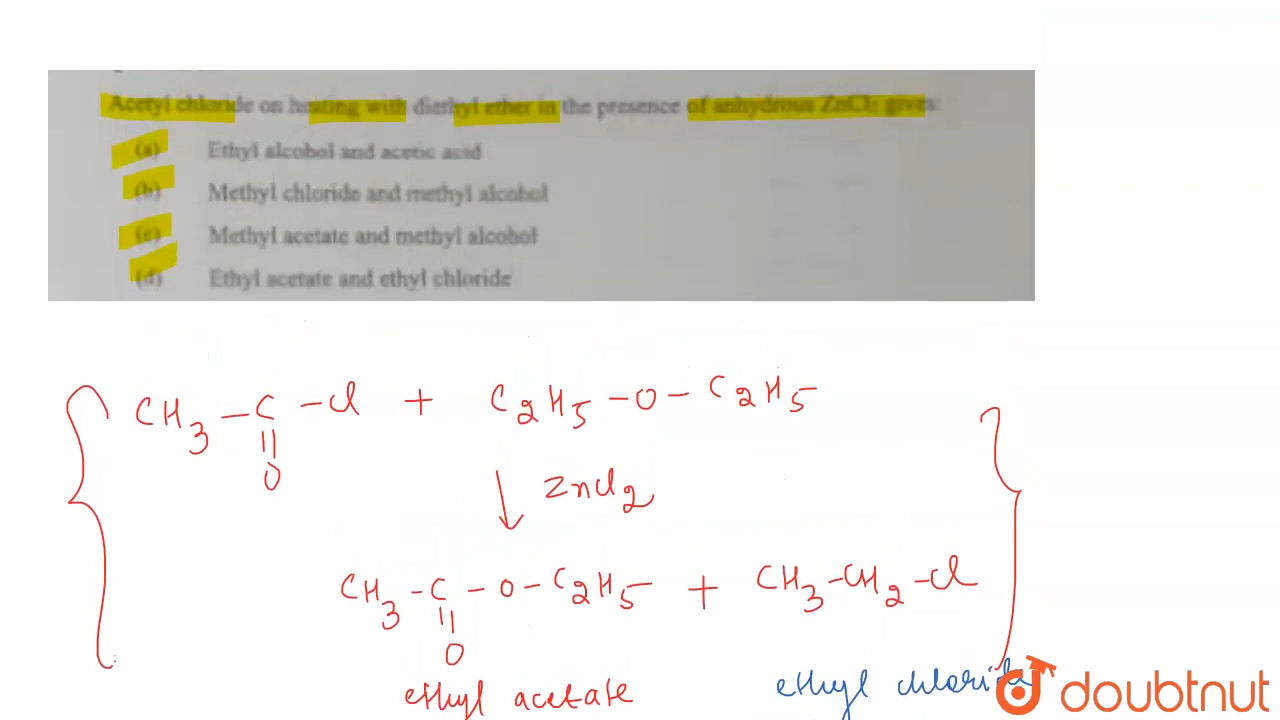 Acetyl chloride on heating with diethyl ether in the presence of anhydrous ZnCl₂ gives:
(a) Ethyl alcohol and acetic acid
(b) Methyl chloride and methyl alcohol
(c) Methyl acetate and methyl alcohol
(d) Ethyl acetate and ethyl chloride
CH₃-C-Cl + C₂H₅-O-C₂H₅
||
O
ZnCl₂
CH₃-C-O-C₂H₅ + CH₃-CH₂-Cl
||
O
ethyl acetate ethyl chloride
doubtnut